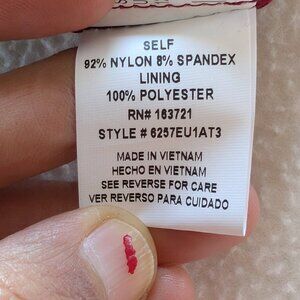 SELF
92% NYLON 8% SPANDEX
LINING
100% POLYESTER
RN# 163721
STYLE # 6257EU1AT3
MADE IN VIETNAM
HECHO EN VIETNAM
SEE REVERSE FOR CARE
VER REVERSO PARA CUIDADO